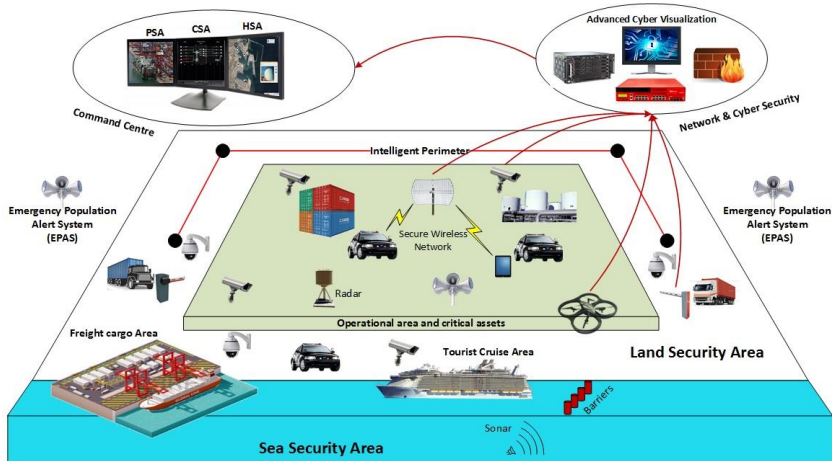 PSA
CSA
HSA
Advanced Cyber Visualization
Command Centre
Network & Cyber Security
Intelligent Perimeter
Emergency Population
Alert System
(EPAS)
Emergency Population
Alert System
(EPAS)
Secure Wireless
Network
Radar
Operational area and critical assets
Freight cargo Area
Tourist Cruise Area
Land Security Area
Barriers
Sonar
Sea Security Area